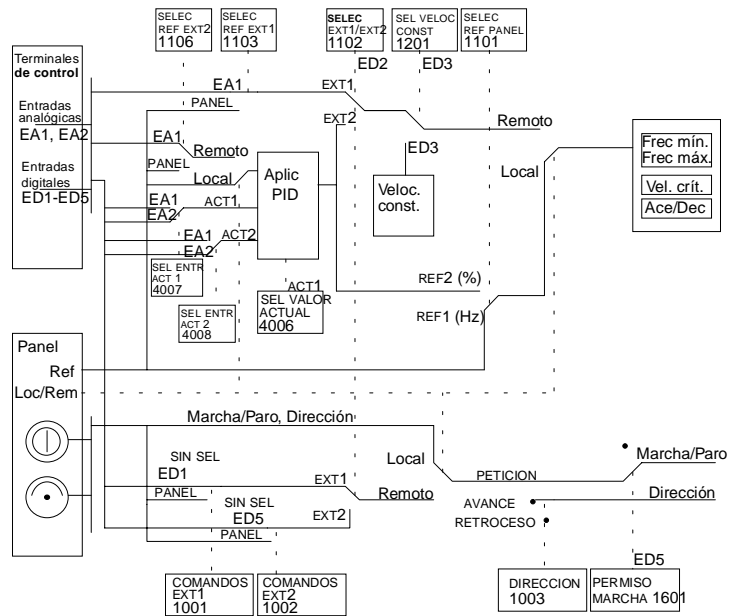 SELEC
REF EXT2
1106
SELEC
REF EXT1
1103
SELEC
EXT1/EXT2
1102
SEL VELOC
CONST
1201
SELEC
REF PANEL
1101
ED2
ED3
Terminales
de control
Entradas
analógicas
EA1, EA2
Entradas
digitales
ED1-ED5
EA1
PANEL
EXT1
EXT2
Remoto
EA1
Remoto
PANEL
Local
EA1
EA2
ACT1
EA1
EA2
ACT2
Aplic
PID
ED3
Veloc.
const.
Local
Frec mín.
Frec máx.
Vel. crít.
Ace/Dec
SEL ENTR
ACT 1
4007
SEL ENTR
ACT 2
4008
ACT1
SEL VALOR
ACTUAL
4006
REF2 (%)
REF1 (Hz)
Panel
Ref
Loc/Rem
Marcha/Paro, Dirección
SIN SEL
ED1
PANEL
EXT1
SIN SEL
ED5
EXT2
PANEL
Local
Remoto
PETICION
Marcha/Paro
AVANCE
RETROCESO
Dirección
ED5
COMANDOS
EXT1
1001
COMANDOS
EXT2
1002
DIRECCION
1003
PERMISO
MARCHA 1601